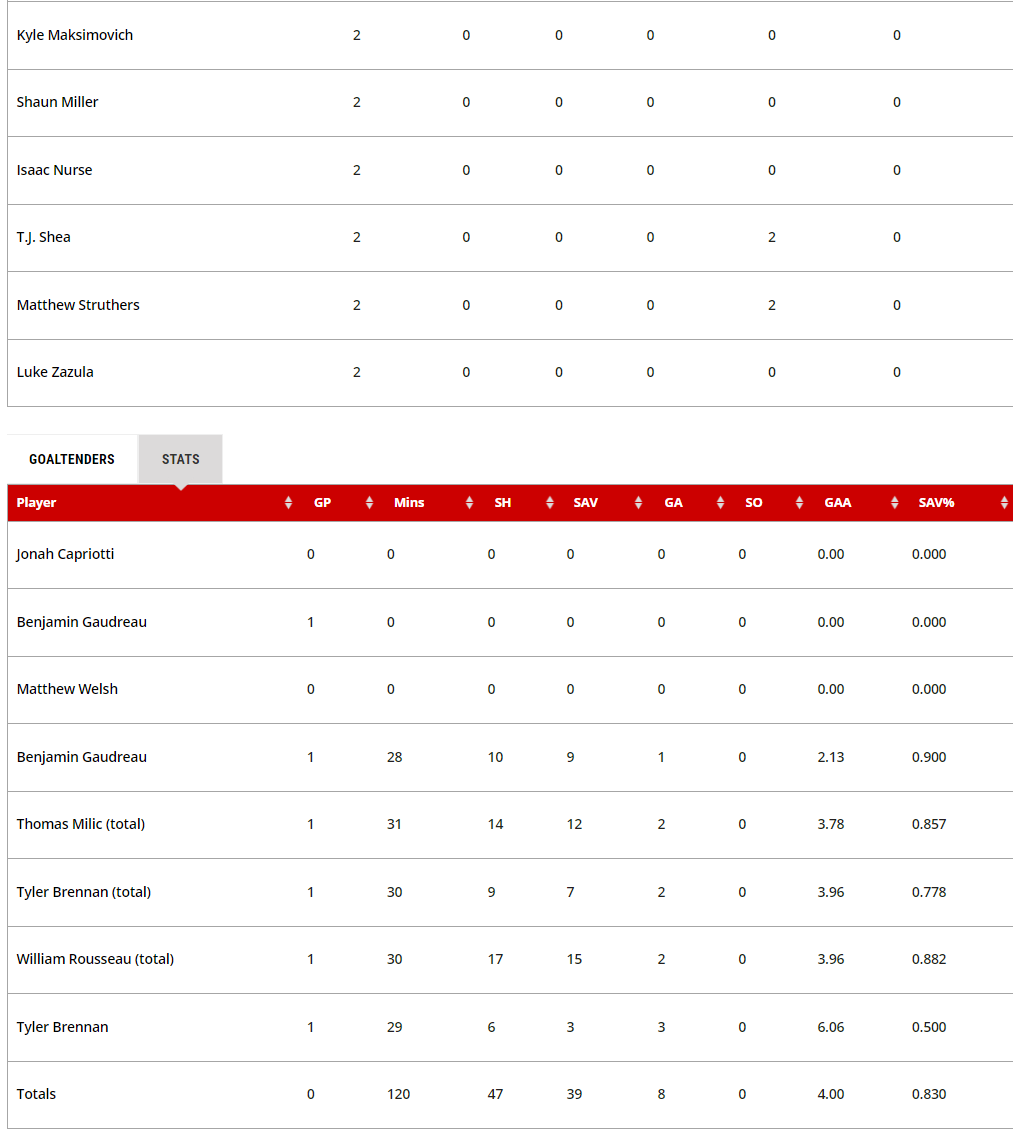 Kyle Maksimovich 2 0 0 0 0 0
Shaun Miller 2 0 0 0 0 0
Isaac Nurse 2 0 0 0 0 0
T.J. Shea 2 0 0 0 2 0
Matthew Struthers 2 0 0 0 2 0
Luke Zazula 2 0 0 0 0 0
GOALTENDERS STATS
Player GP Mins SH SAV GA SO GAA SAV%
Jonah Capriotti 0 0 0 0 0 0 0.00 0.000
Benjamin Gaudreau 1 0 0 0 0 0 0.00 0.000
Matthew Welsh 0 0 0 0 0 0 0.00 0.000
Benjamin Gaudreau 1 28 10 9 1 0 2.13 0.900
Thomas Milic (total) 1 31 14 12 2 0 3.78 0.857
Tyler Brennan (total) 1 30 9 7 2 0 3.96 0.778
William Rousseau (total) 1 30 17 15 2 0 3.96 0.882
Tyler Brennan 1 29 6 3 3 0 6.06 0.500
Totals 0 120 47 39 8 0 4.00 0.830